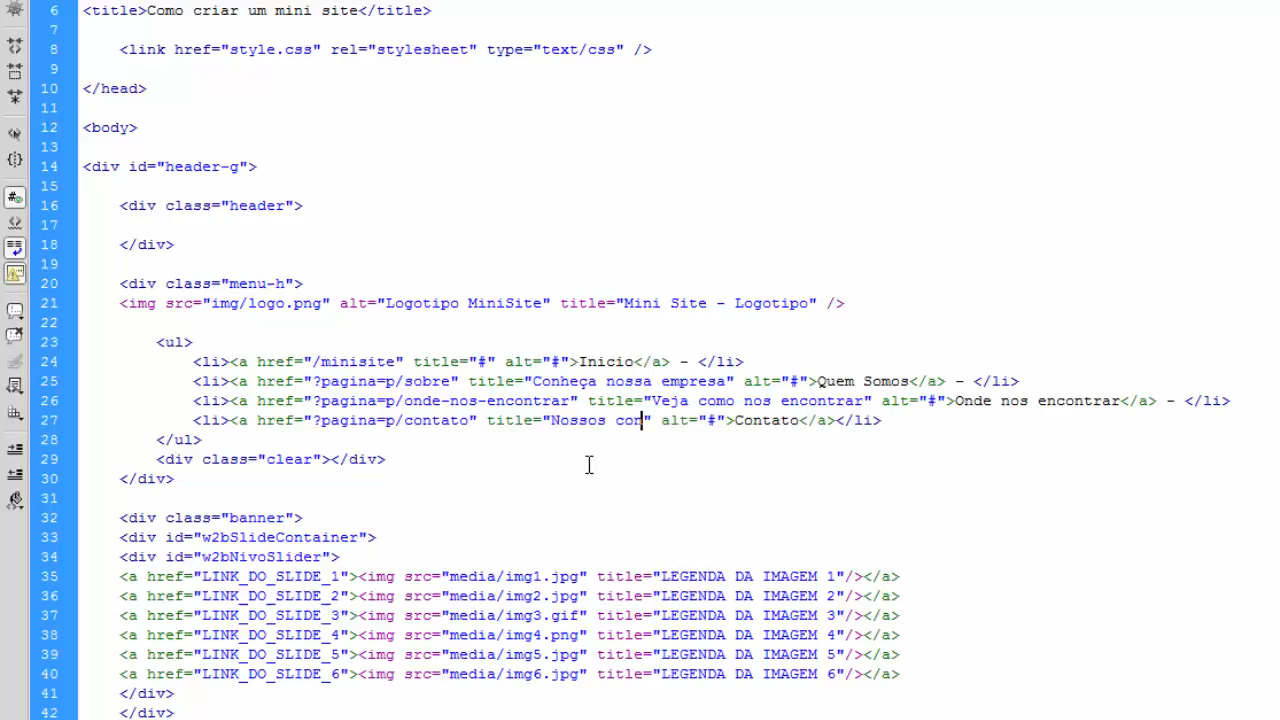 6 <title>Como criar um mini site</title>
7
8 <link href="style.css" rel="stylesheet" type="text/css" />
9
10 </head>
11
12 <body>
13
14 <div id="header-g">
15
16 <div class="header">
17
18 </div>
19
20 <div class="menu-h">
21 <img src="img/logo.png" alt="Logotipo MiniSite" title="Mini Site - Logotipo" />
22
23 <ul>
24 <li><a href="/minisite" title="#" alt="#">Inicio</a> - </li>
25 <li><a href="?pagina=p/sobre" title="Conheça nossa empresa" alt="#">Quem Somos</a> - </li>
26 <li><a href="?pagina=p/onde-nos-encontrar" title="Veja como nos encontrar" alt="#">Onde nos encontrar</a> - </li>
27 <li><a href="?pagina=p/contato" title="Nossos con" alt="#">Contato</a></li>
28 </ul>
29 <div class="clear"></div>
30 </div>
31
32 <div class="banner">
33 <div id="w2bSlideContainer">
34 <div id="w2bNivoSlider">
35 <a href="LINK_DO_SLIDE_1"><img src="media/img1.jpg" title="LEGENDA DA IMAGEM 1"/></a>
36 <a href="LINK_DO_SLIDE_2"><img src="media/img2.jpg" title="LEGENDA DA IMAGEM 2"/></a>
37 <a href="LINK_DO_SLIDE_3"><img src="media/img3.gif" title="LEGENDA DA IMAGEM 3"/></a>
38 <a href="LINK_DO_SLIDE_4"><img src="media/img4.png" title="LEGENDA DA IMAGEM 4"/></a>
39 <a href="LINK_DO_SLIDE_5"><img src="media/img5.jpg" title="LEGENDA DA IMAGEM 5"/></a>
40 <a href="LINK_DO_SLIDE_6"><img src="media/img6.jpg" title="LEGENDA DA IMAGEM 6"/></a>
41 </div>
42 </div>